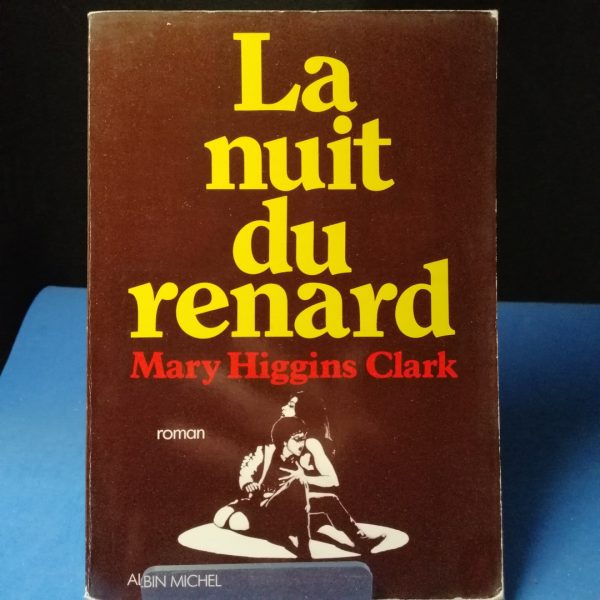 La
nuit
du
renard
Mary Higgins Clark
roman
ALBIN MICHEL